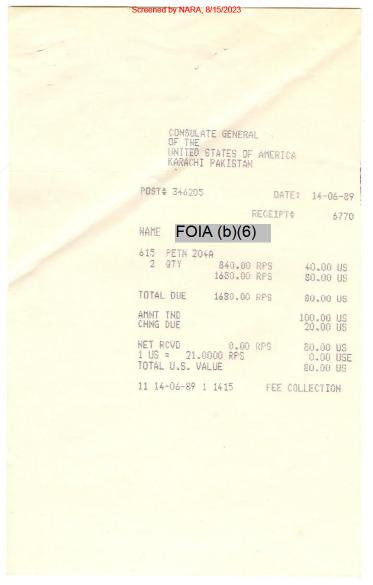 Screened by NARA, 8/15/2023
CONSULATE GENERAL
OF THE
UNITED STATES OF AMERICA
KARACHI PAKISTAN
POST# 346205 DATE: 14-06-89
RECEIPT# 6770
NAME FOIA (b)(6)
615 PETN 204A
2 QTY 840.00 RPS 40.00 US
1680.00 RPS 80.00 US
TOTAL DUE 1680.00 RPS 80.00 US
AMNT TND 100.00 US
CHNG DUE 20.00 US
NET RCVD 0.00 RPS 80.00 US
1 US = 21.0000 RPS 0.00 USE
TOTAL U.S. VALUE 80.00 US
11 14-06-89 1 1415 FEE COLLECTION